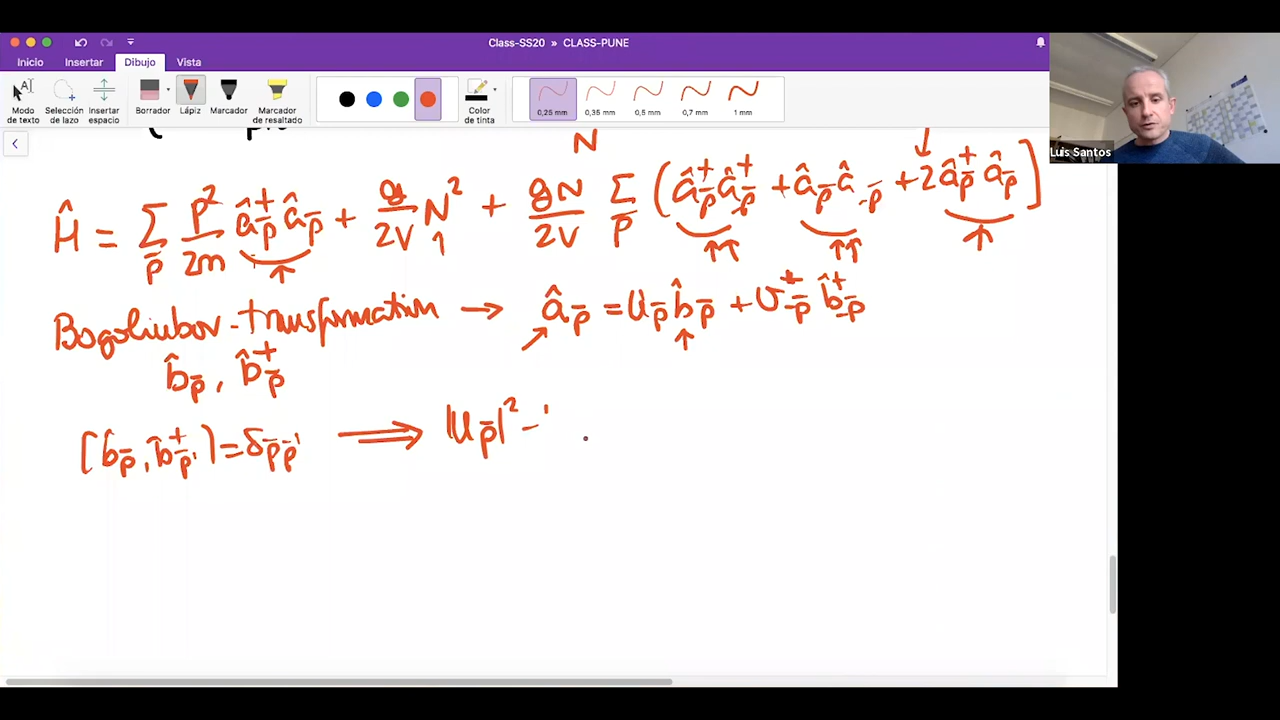 Class-SS20 » CLASS-PUNE
Inicio Insertar Dibujo Vista
Modo de texto
Selección de lazo
Insertar espacio
Borrador
Lápiz
Marcador
Marcador de resaltado
Color de tinta
0,25 mm 0,35 mm 0,5 mm 0,7 mm 1 mm
Luis Santos
N
Ĥ = Σ_p̄ p²/2m â⁺_p̄ â_p̄ + g/2V N² + gN/2V Σ_p̄ (â⁺_p̄ â⁺_-p̄ + â_p̄ â_-p̄ + 2 â⁺_p̄ â_p̄ ]
Bogoliubov-transformation → â_p̄ = U_p̄ b̂_p̄ + v*_-p̄ b̂⁺_-p̄
b̂_p̄ , b̂⁺_p̄
[b̂_p̄, b̂⁺_p̄'] = δ_p̄p̄' ⟹ |U_p̄|² -